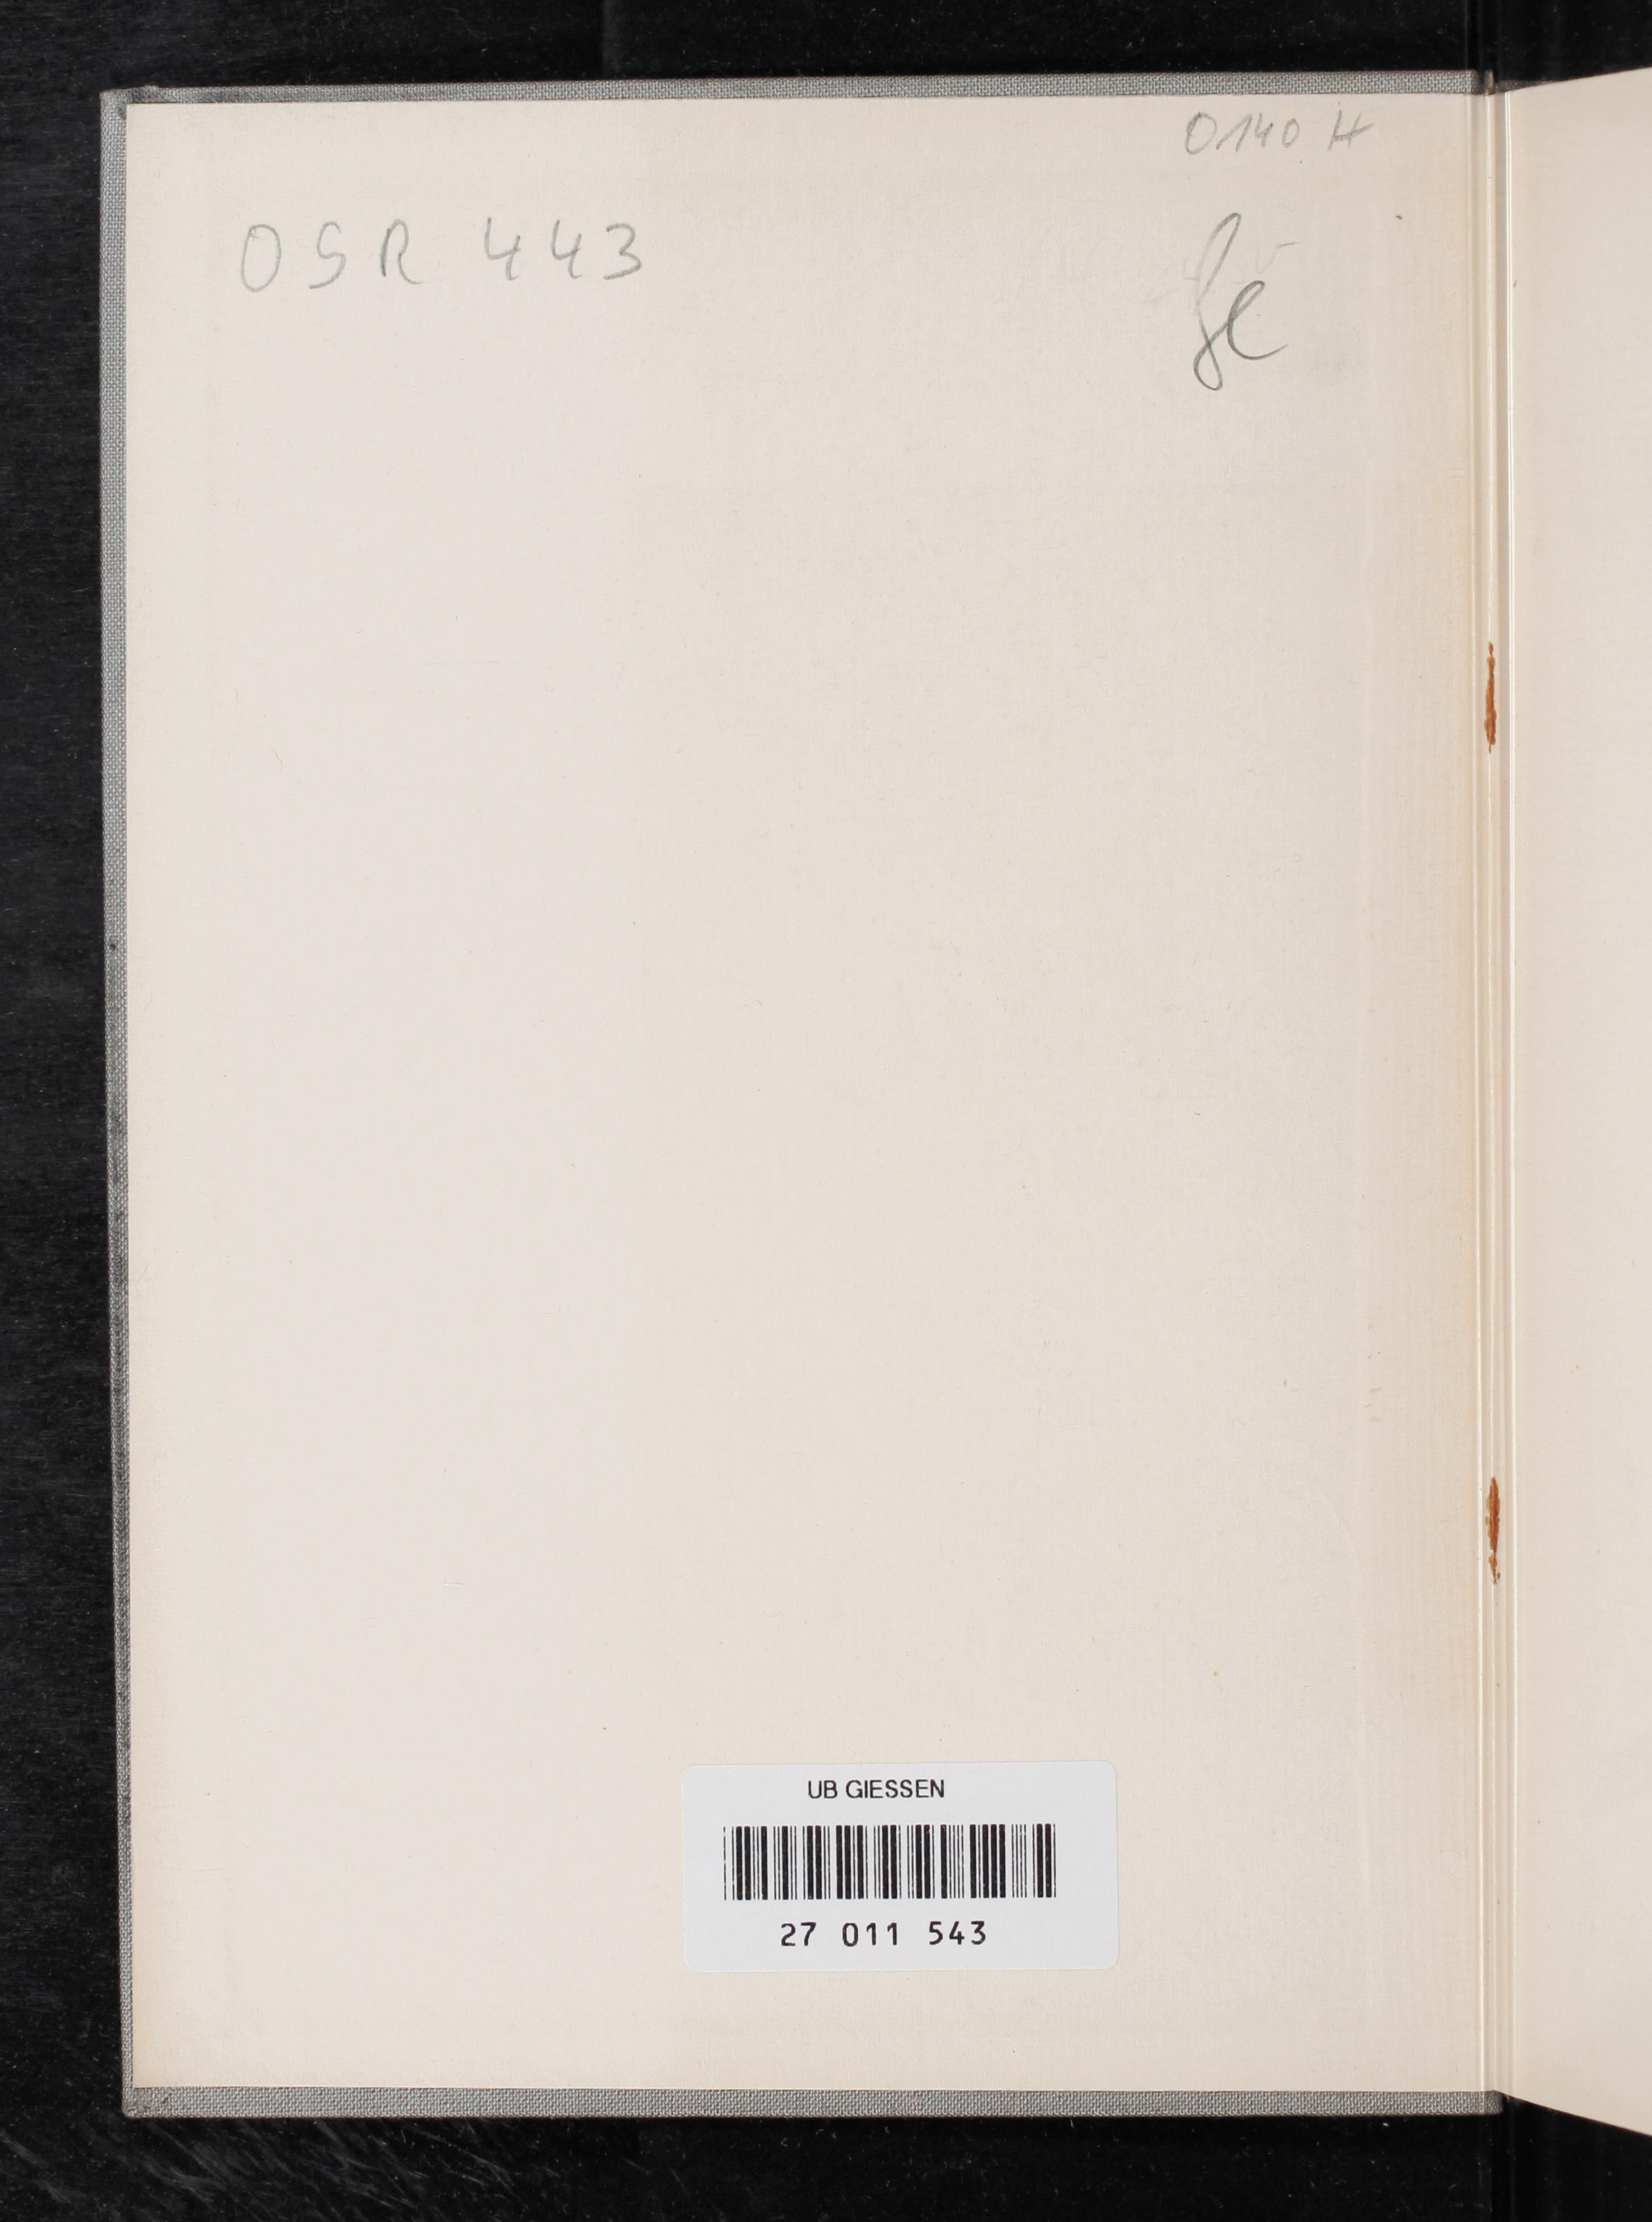 0140 H
OSR 443
UB GIESSEN
27 011 543